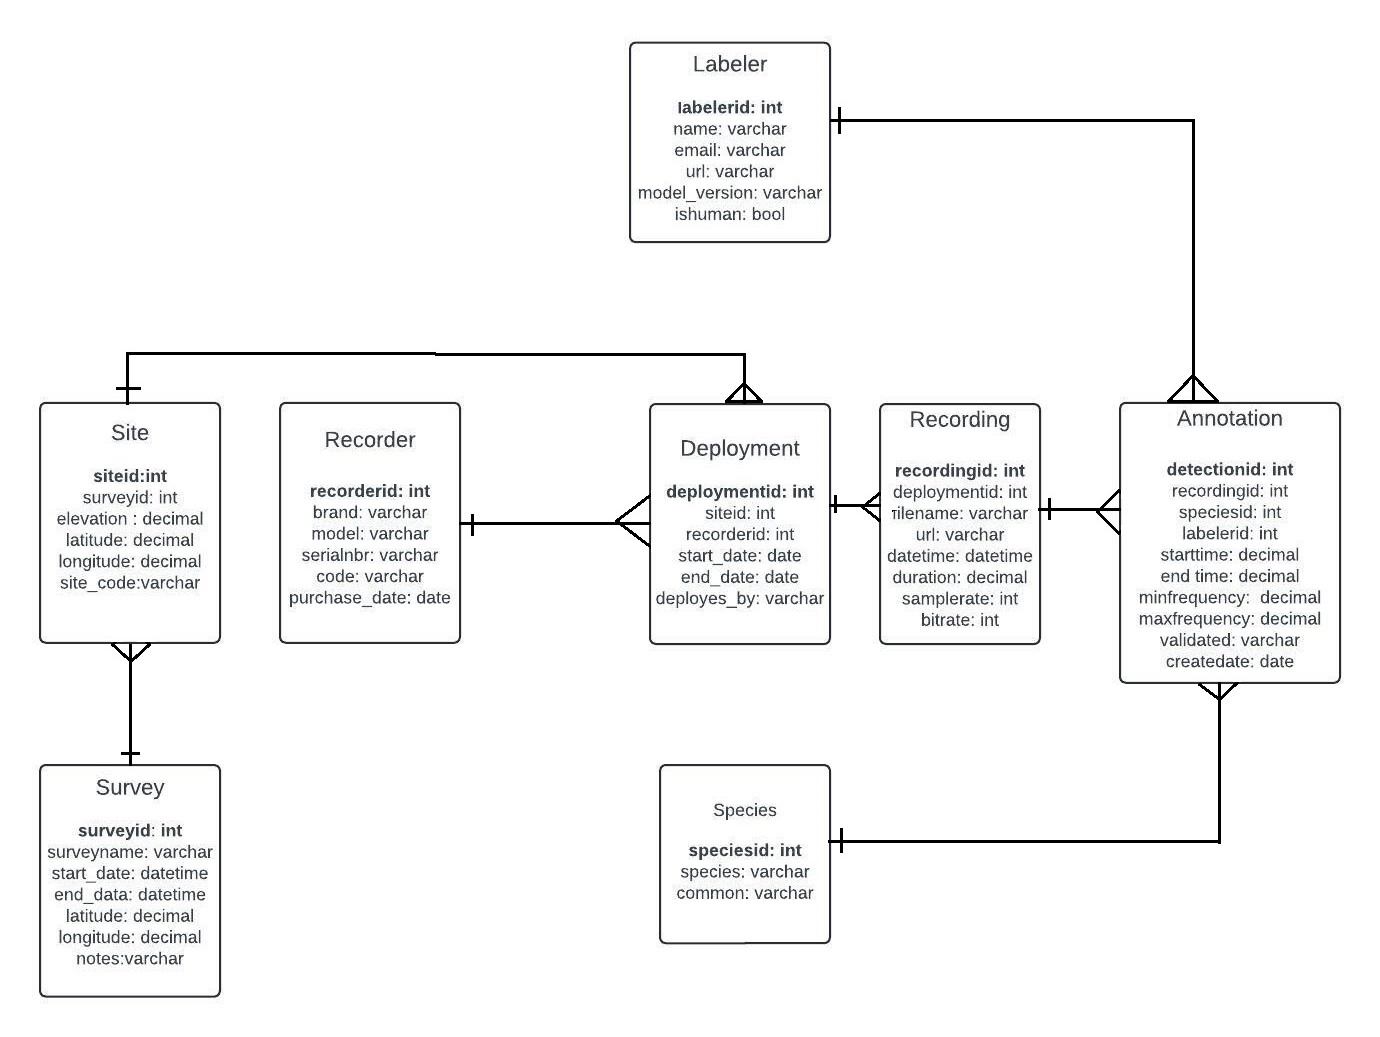 Labeler
labelerid: int
name: varchar
email: varchar
url: varchar
model_version: varchar
ishuman: bool
Site
siteid:int
surveyid: int
elevation : decimal
latitude: decimal
longitude: decimal
site_code:varchar
Recorder
recorderid: int
brand: varchar
model: varchar
serialnbr: varchar
code: varchar
purchase_date: date
Deployment
deploymentid: int
siteid: int
recorderid: int
start_date: date
end_date: date
deployes_by: varchar
Recording
recordingid: int
deploymentid: int
filename: varchar
url: varchar
datetime: datetime
duration: decimal
samplerate: int
bitrate: int
Annotation
detectionid: int
recordingid: int
speciesid: int
labelerid: int
starttime: decimal
end time: decimal
minfrequency:  decimal
maxfrequency: decimal
validated: varchar
createdate: date
Survey
surveyid: int
surveyname: varchar
start_date: datetime
end_data: datetime
latitude: decimal
longitude: decimal
notes:varchar
Species
speciesid: int
species: varchar
common: varchar